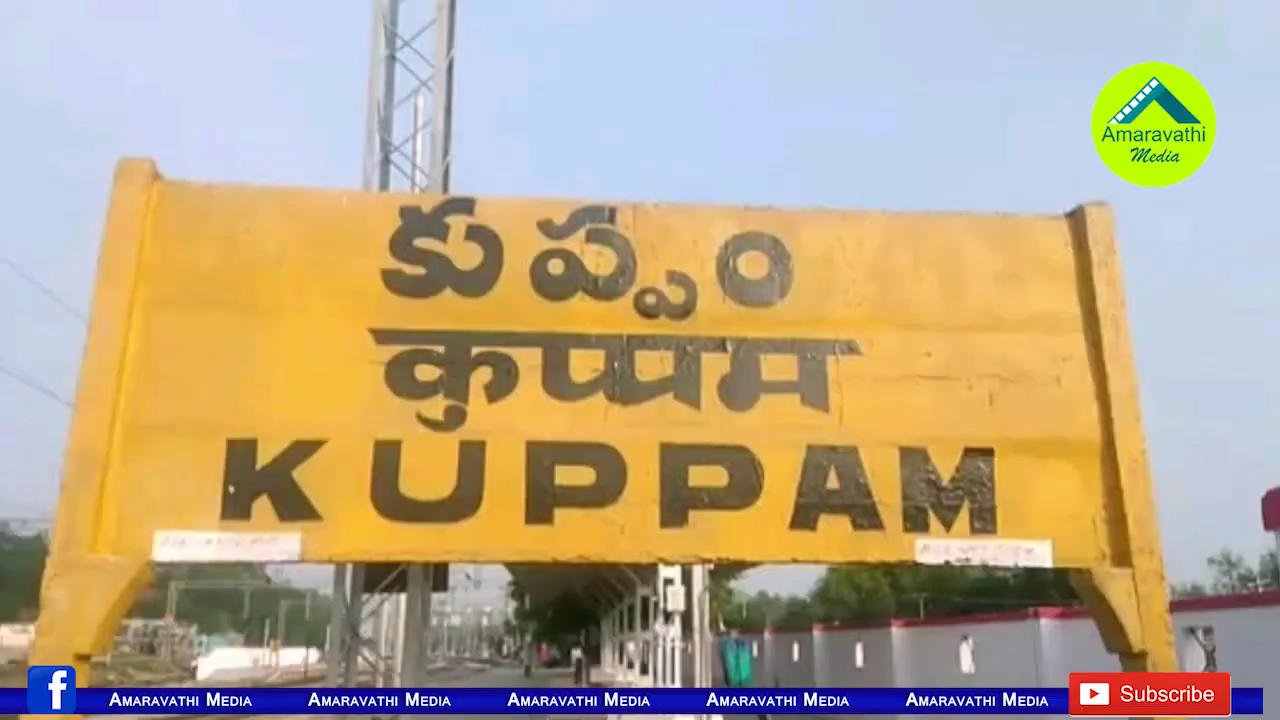 Amaravathi
Media
కుప్పం
कुप्पम
KUPPAM
f Amaravathi Media Amaravathi Media Amaravathi Media Amaravathi Media Amaravathi Media Subscribe